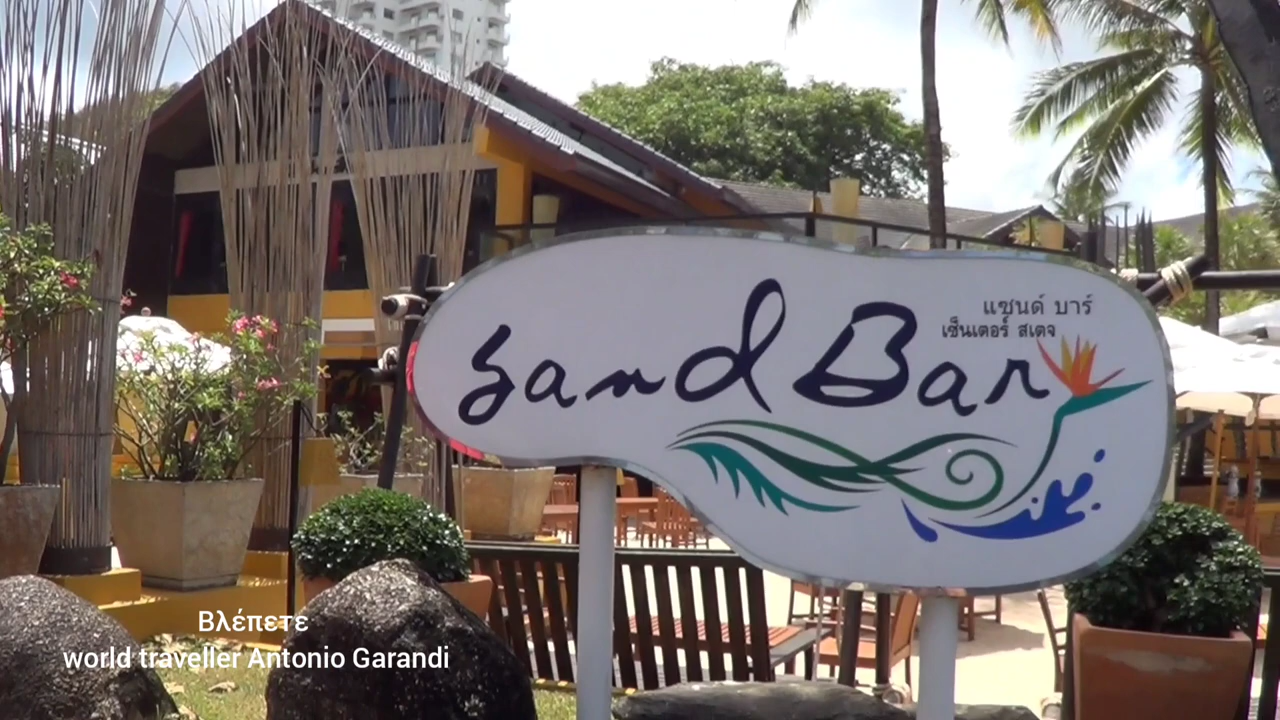 แซนด์ บาร์
เซ็นเตอร์ สเตจ
Sand Bar
Βλέπετε
world traveller Antonio Garandi